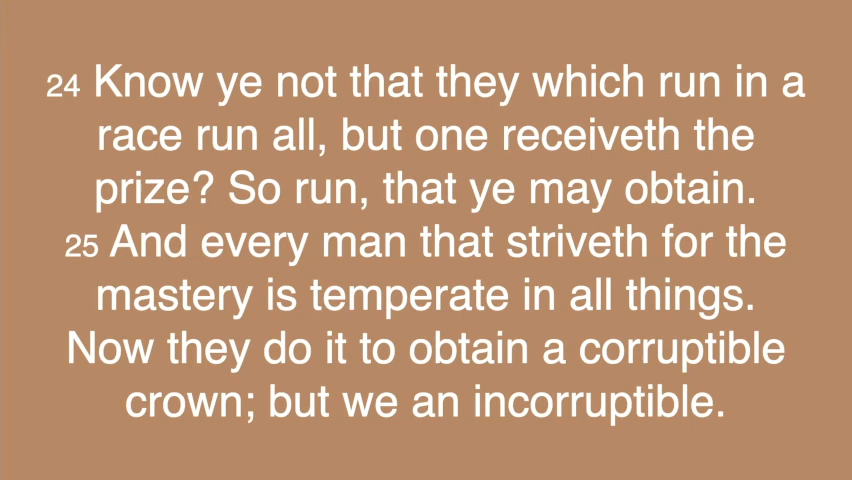 24 Know ye not that they which run in a
race run all, but one receiveth the
prize? So run, that ye may obtain.
25 And every man that striveth for the
mastery is temperate in all things.
Now they do it to obtain a corruptible
crown; but we an incorruptible.